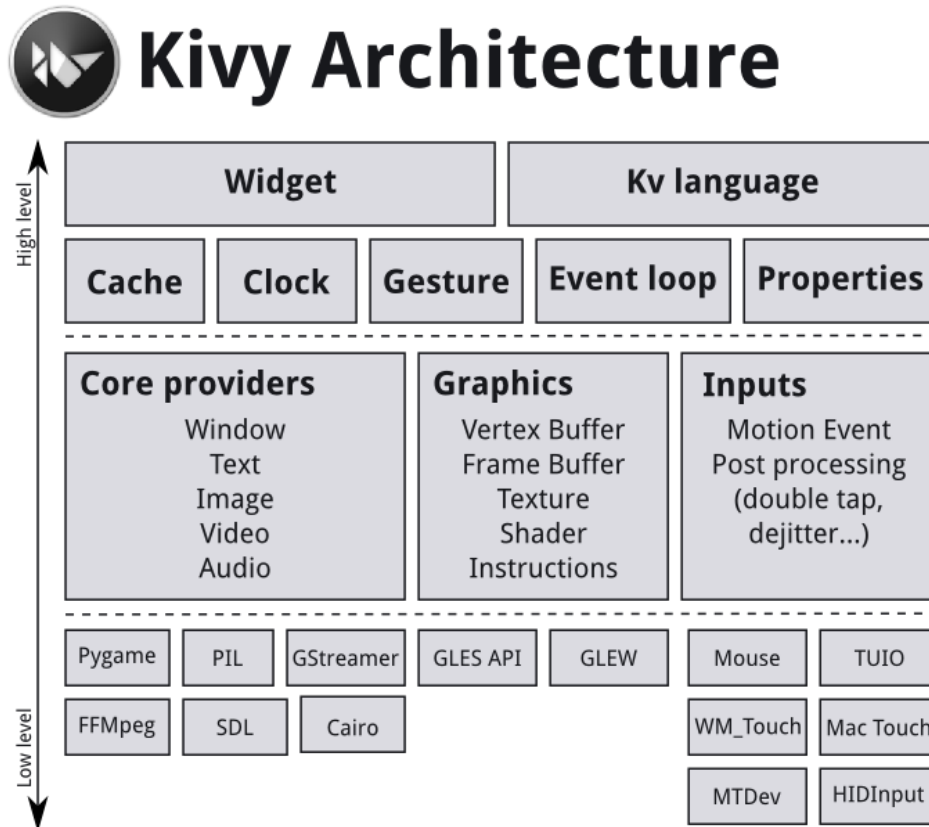 Kivy Architecture
High level
Widget
Kv language
Cache
Clock
Gesture
Event loop
Properties
Core providers
Window
Text
Image
Video
Audio
Graphics
Vertex Buffer
Frame Buffer
Texture
Shader
Instructions
Inputs
Motion Event
Post processing
(double tap,
dejitter...)
Pygame
PIL
GStreamer
GLES API
GLEW
Mouse
TUIO
FFMpeg
SDL
Cairo
WM_Touch
Mac Touch
MTDev
HIDInput
Low level